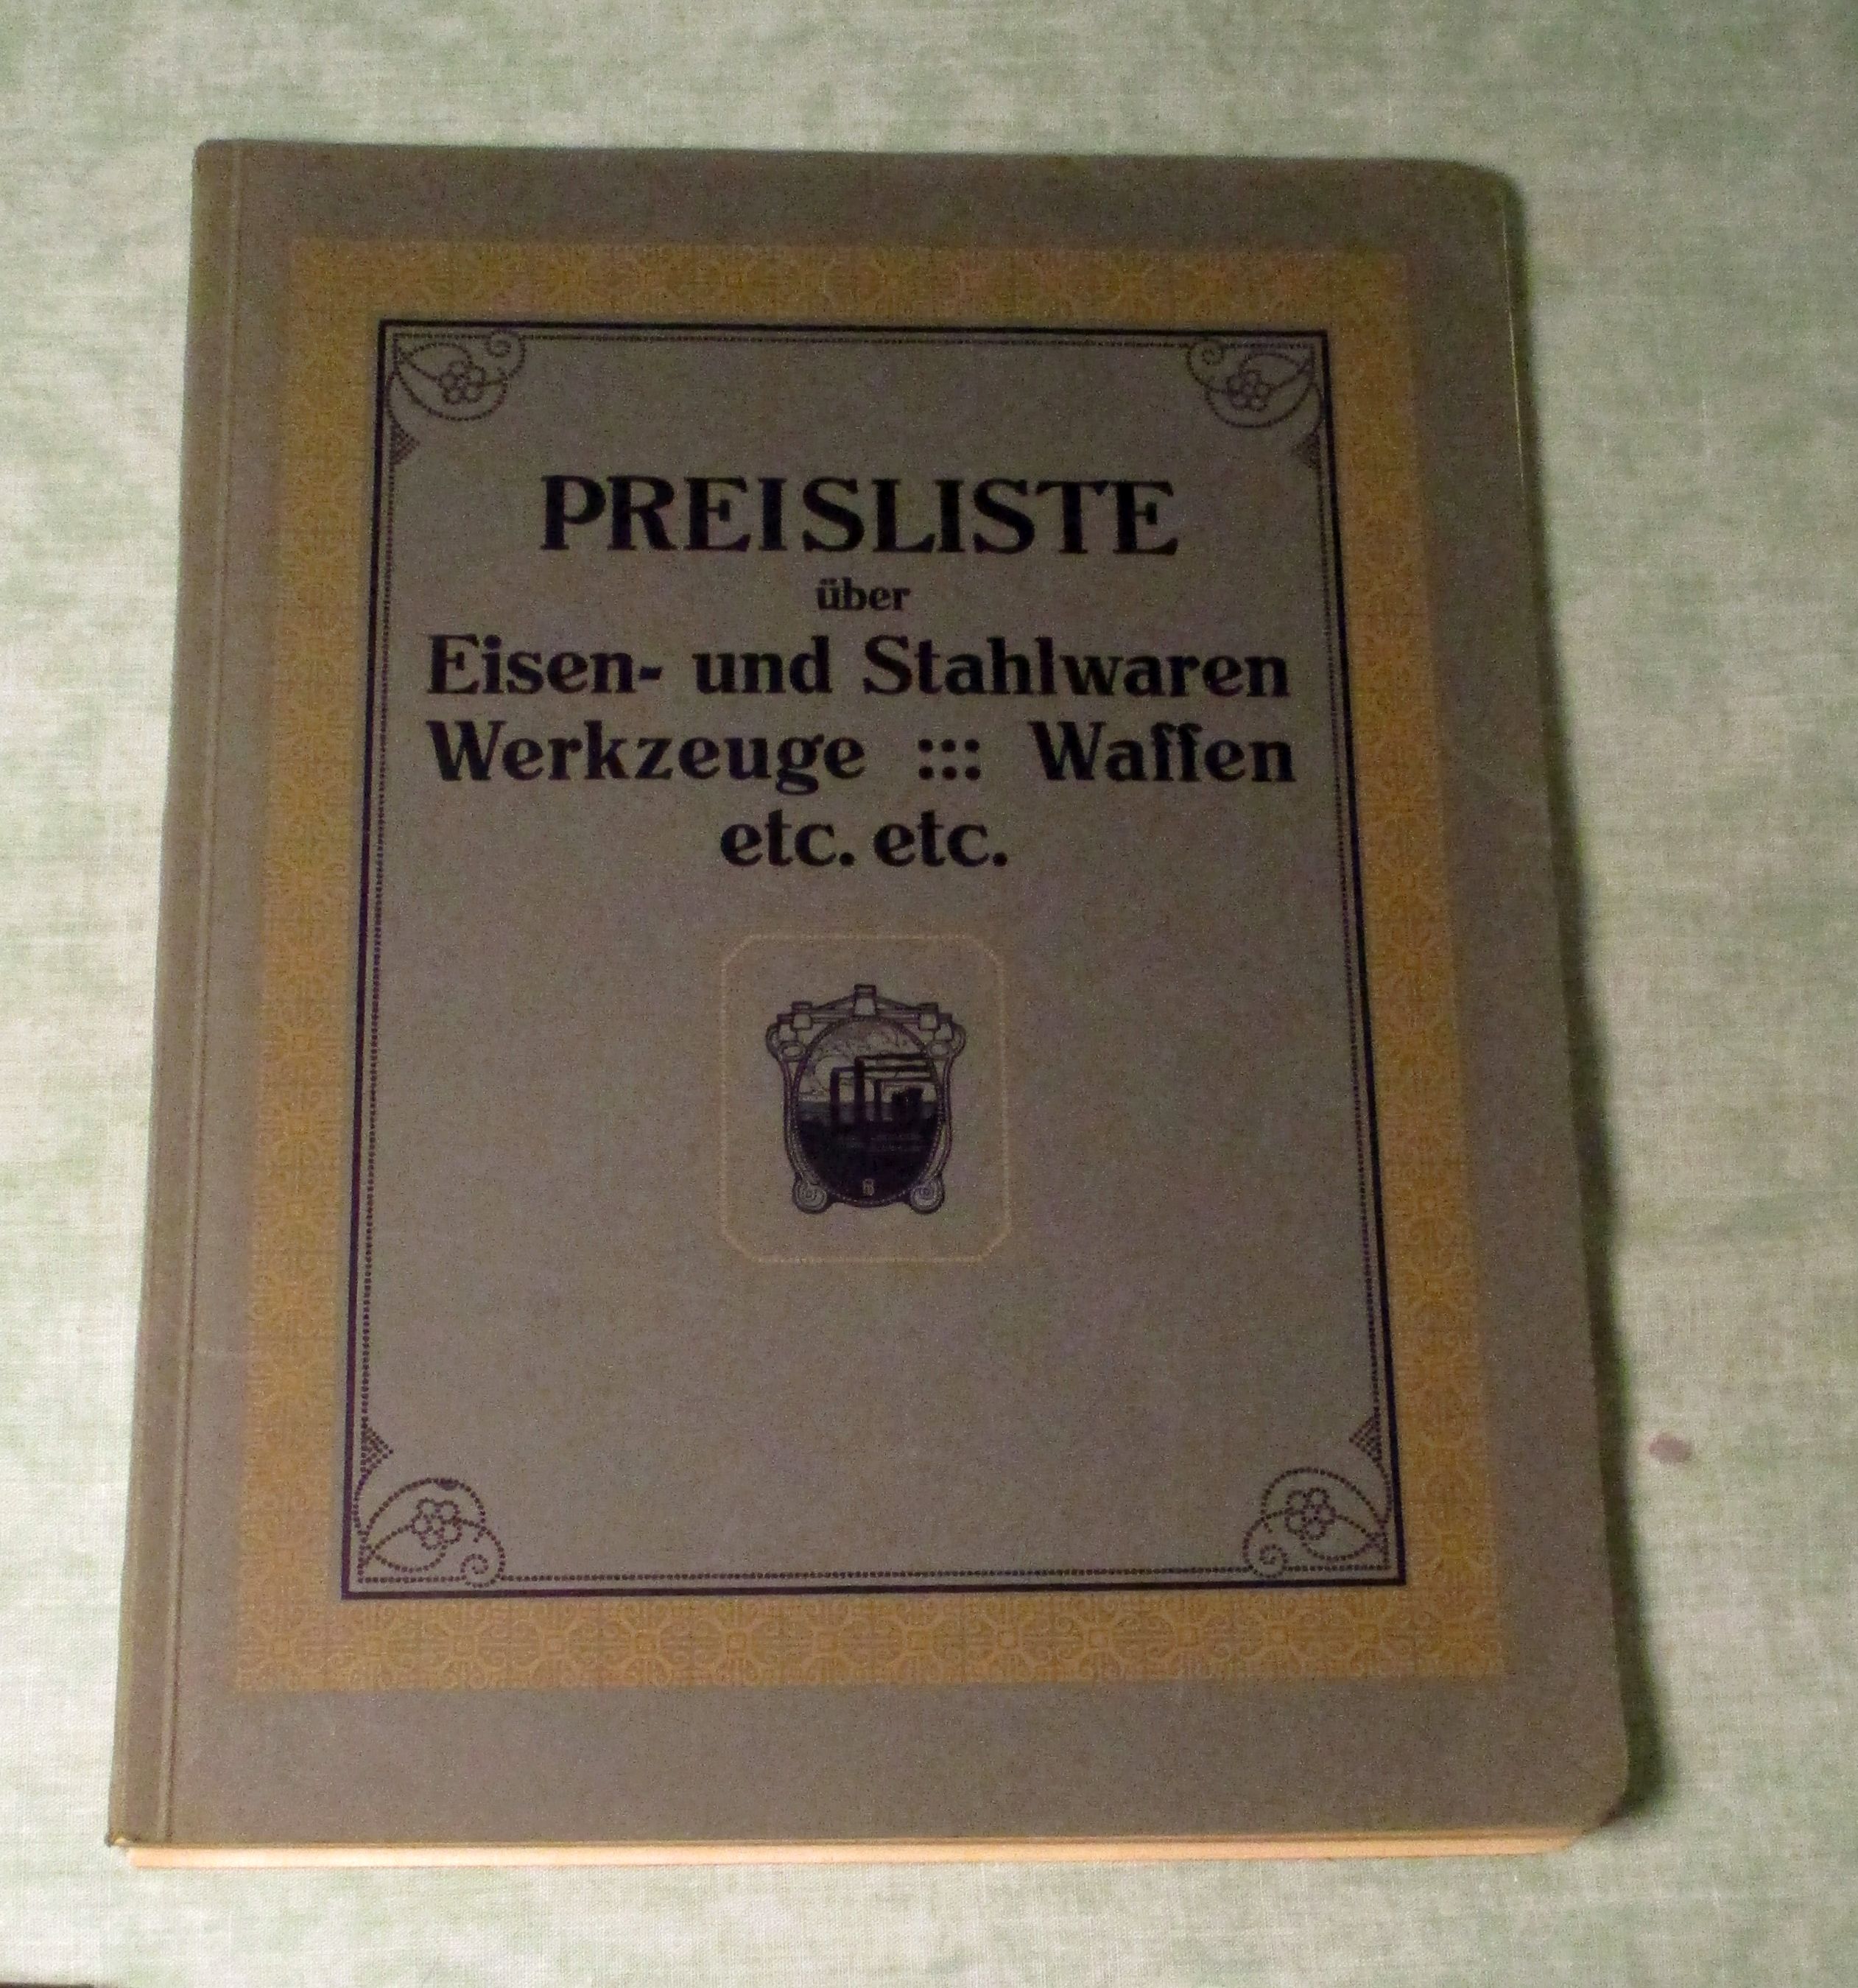 PREISLISTE
über
Eisen- und Stahlwaren
Werkzeuge ::: Waffen
etc. etc.